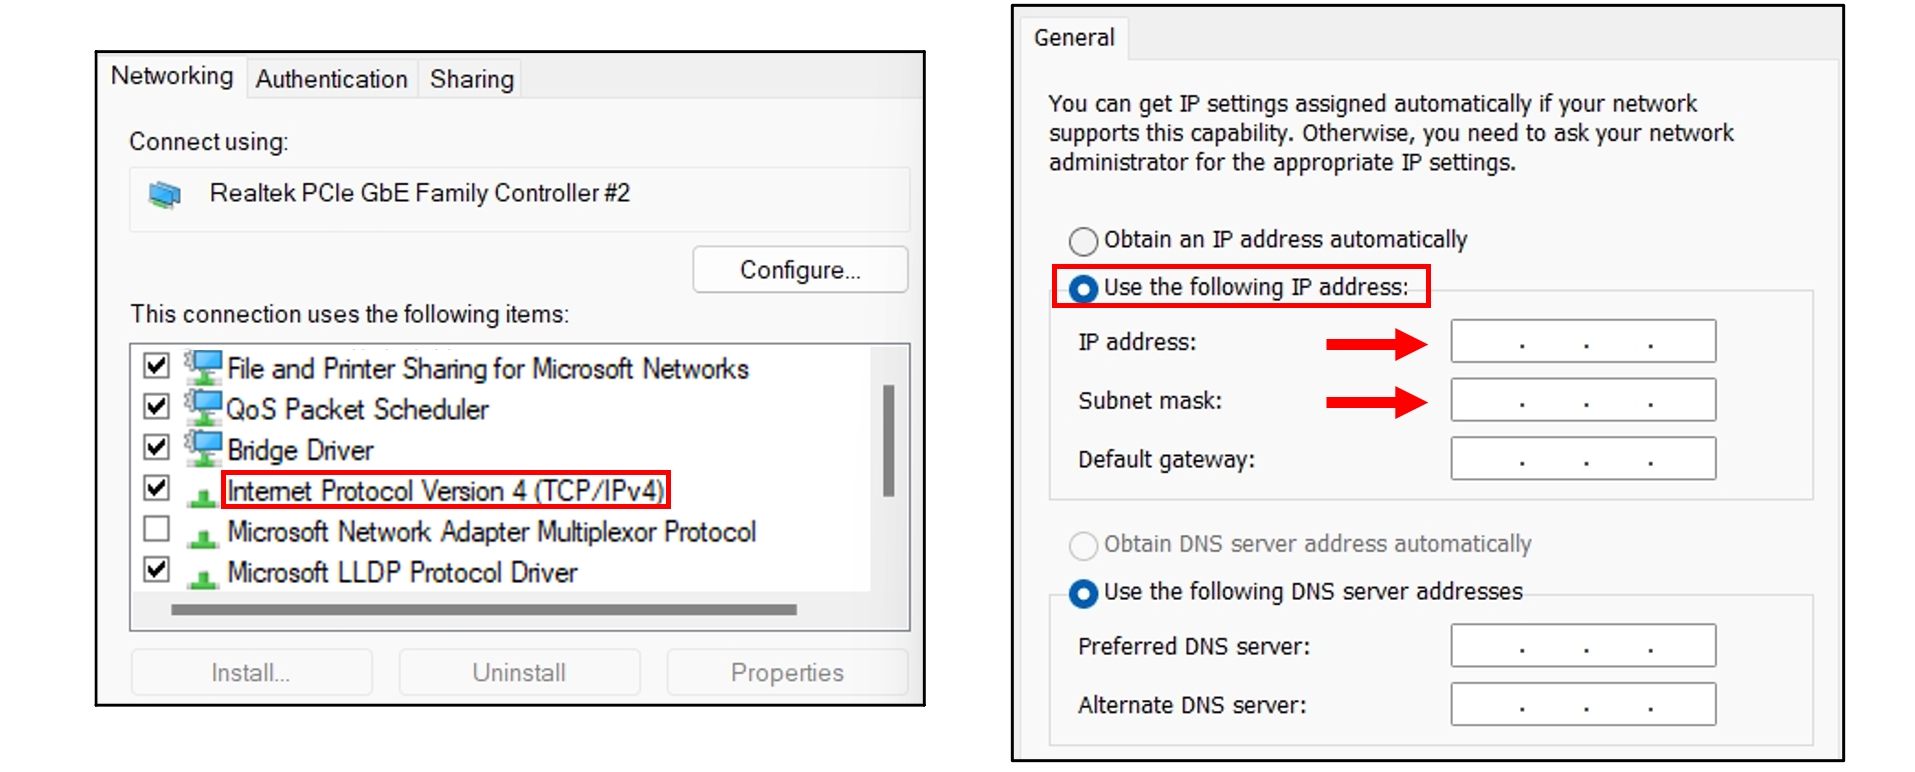 Networking
Authentication
Sharing
Connect using:
Realtek PCIe GbE Family Controller #2
Configure...
This connection uses the following items:
File and Printer Sharing for Microsoft Networks
QoS Packet Scheduler
Bridge Driver
Internet Protocol Version 4 (TCP/IPv4)
Microsoft Network Adapter Multiplexor Protocol
Microsoft LLDP Protocol Driver
Install...
Uninstall
Properties
General
You can get IP settings assigned automatically if your network
supports this capability. Otherwise, you need to ask your network
administrator for the appropriate IP settings.
Obtain an IP address automatically
Use the following IP address:
IP address:
Subnet mask:
Default gateway:
Obtain DNS server address automatically
Use the following DNS server addresses
Preferred DNS server:
Alternate DNS server: